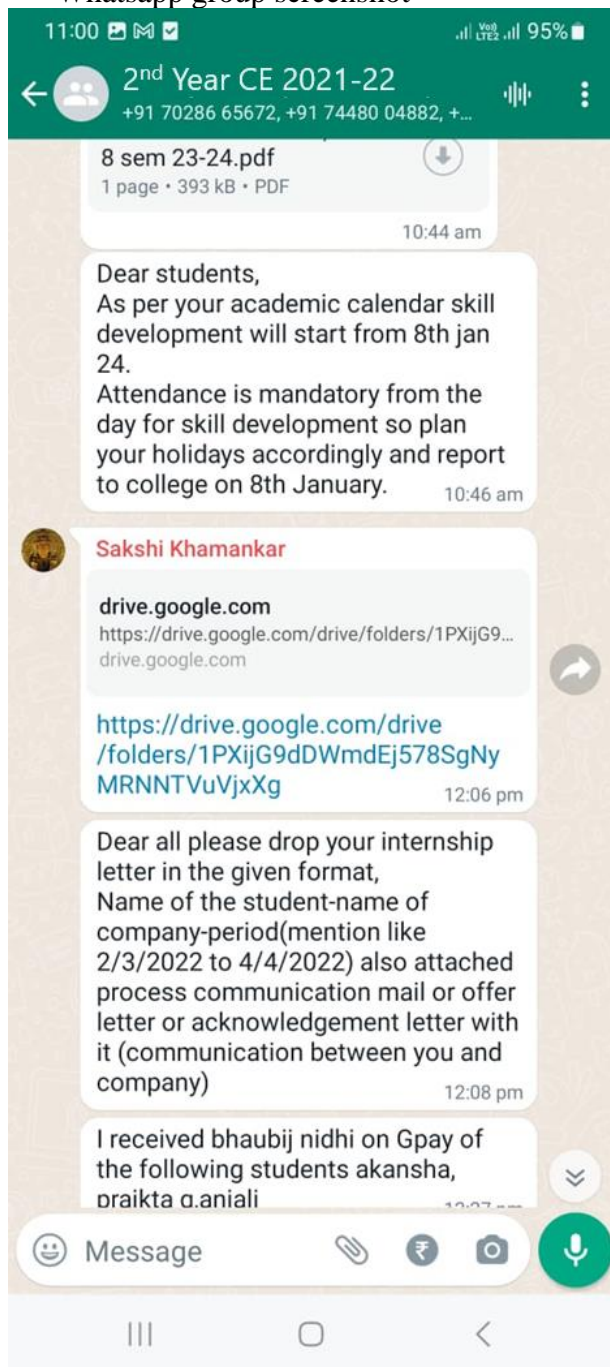 Whatsapp group screenshot
11:00
Vo)) LTE2 95%
2nd Year CE 2021-22
+91 70286 65672, +91 74480 04882, +...
8 sem 23-24.pdf
1 page • 393 kB • PDF
10:44 am
Dear students,
As per your academic calendar skill
development will start from 8th jan
24.
Attendance is mandatory from the
day for skill development so plan
your holidays accordingly and report
to college on 8th January.
10:46 am
Sakshi Khamankar
drive.google.com
https://drive.google.com/drive/folders/1PXijG9...
drive.google.com
https://drive.google.com/drive
/folders/1PXijG9dDWmdEj578SgNy
MRNNTVuVjxXg
12:06 pm
Dear all please drop your internship
letter in the given format,
Name of the student-name of
company-period(mention like
2/3/2022 to 4/4/2022) also attached
process communication mail or offer
letter or acknowledgement letter with
it (communication between you and
company)
12:08 pm
I received bhaubij nidhi on Gpay of
the following students akansha,
prajkta g.anjali
Message